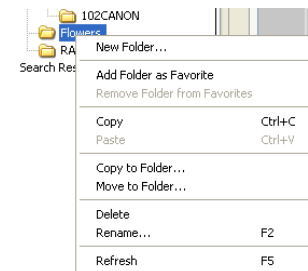 102CANON
Flowers
RA
Search Res
New Folder...
Add Folder as Favorite
Remove Folder from Favorites
Copy Ctrl+C
Paste Ctrl+V
Copy to Folder...
Move to Folder...
Delete
Rename... F2
Refresh F5